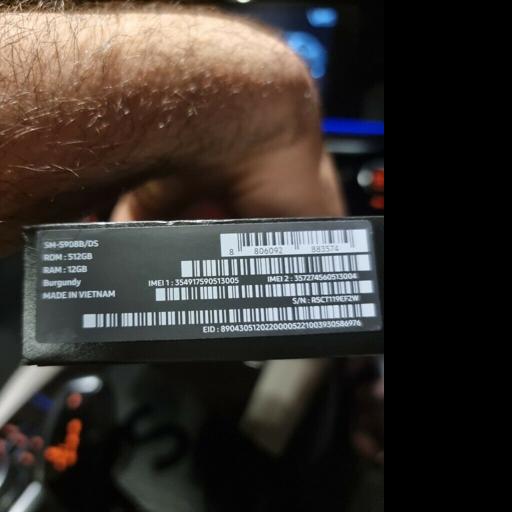 SM-S908B/DS
ROM : 512GB
RAM : 12GB
Burgundy
MADE IN VIETNAM
8 806092 883574
IMEI 1 : 354917590513005
IMEI 2 : 357274560513004
S/N : R5CT119EF2W
EID : 89043051202200005221003930586976